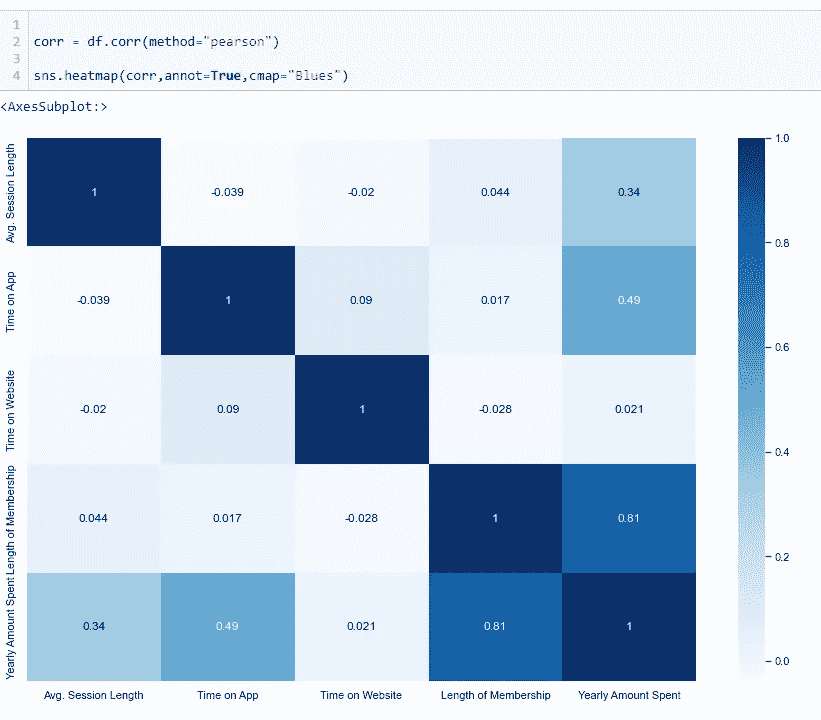 1
2 corr = df.corr(method="pearson")
3
4 sns.heatmap(corr,annot=True,cmap="Blues")
<AxesSubplot:>
Avg. Session Length 1 -0.039 -0.02 0.044 0.34
Time on App -0.039 1 0.09 0.017 0.49
Time on Website -0.02 0.09 1 -0.028 0.021
Length of Membership 0.044 0.017 -0.028 1 0.81
Yearly Amount Spent 0.34 0.49 0.021 0.81 1
Avg. Session Length Time on App Time on Website Length of Membership Yearly Amount Spent
1.0
0.8
0.6
0.4
0.2
0.0